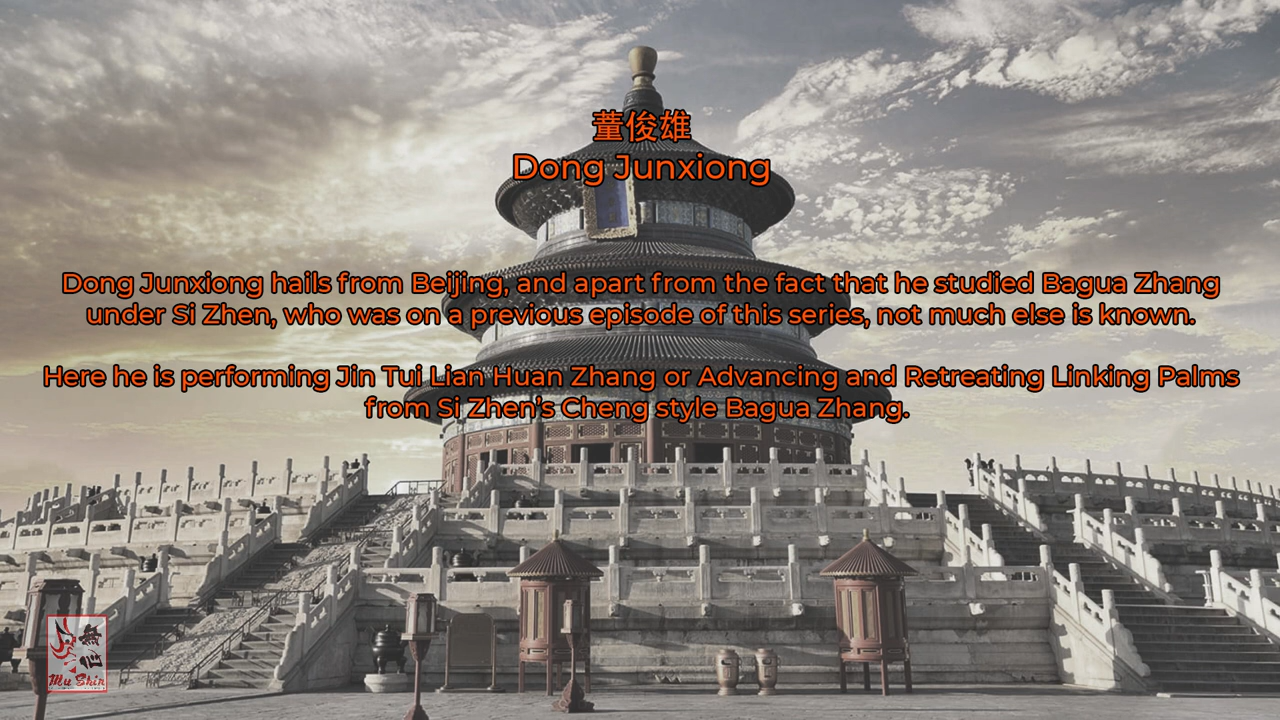 董俊雄
Dong Junxiong
Dong Junxiong hails from Beijing, and apart from the fact that he studied Bagua Zhang
under Si Zhen, who was on a previous episode of this series, not much else is known.
Here he is performing Jin Tui Lian Huan Zhang or Advancing and Retreating Linking Palms
from Si Zhen's Cheng style Bagua Zhang.
無心
Mu Shin